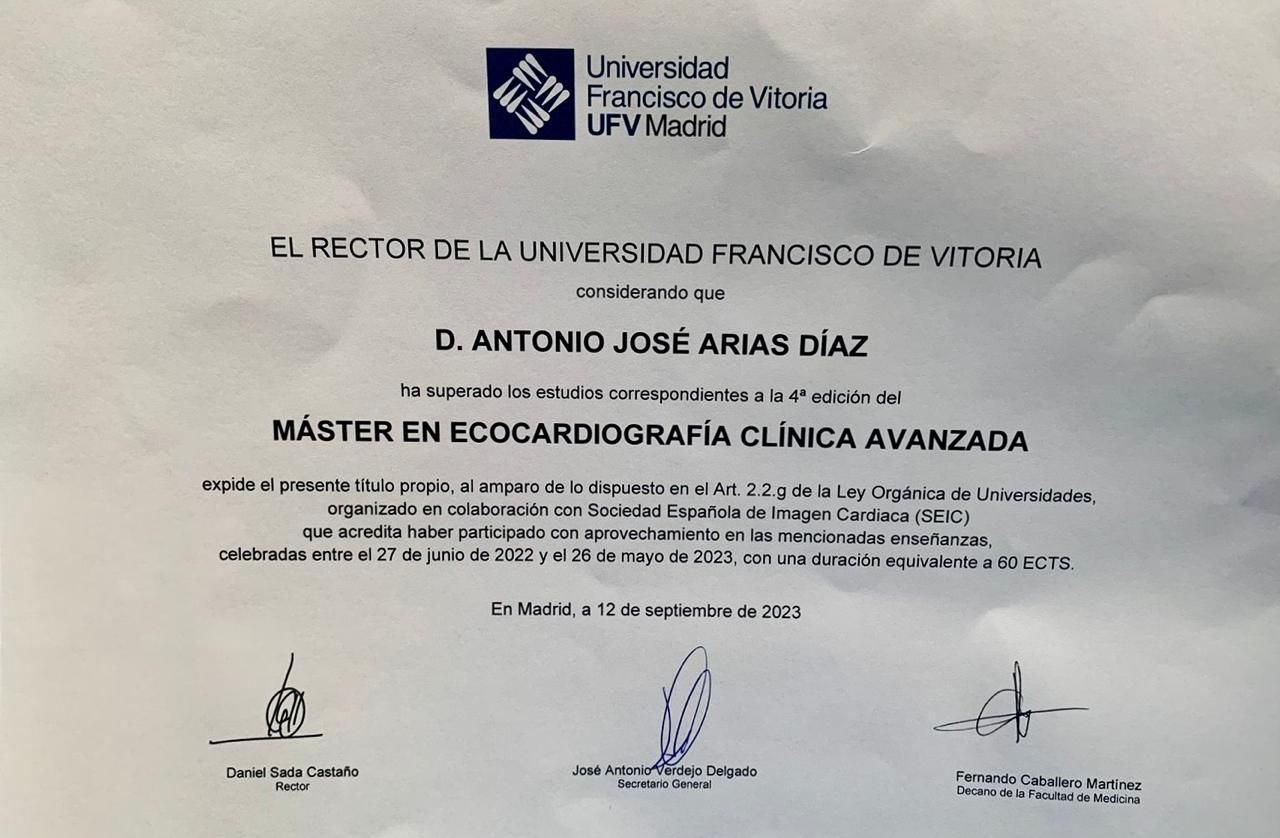 Universidad
Francisco de Vitoria
UFV Madrid
EL RECTOR DE LA UNIVERSIDAD FRANCISCO DE VITORIA
considerando que
D. ANTONIO JOSÉ ARIAS DÍAZ
ha superado los estudios correspondientes a la 4ª edición del
MÁSTER EN ECOCARDIOGRAFÍA CLÍNICA AVANZADA
expide el presente título propio, al amparo de lo dispuesto en el Art. 2.2.g de la Ley Orgánica de Universidades,
organizado en colaboración con Sociedad Española de Imagen Cardiaca (SEIC)
que acredita haber participado con aprovechamiento en las mencionadas enseñanzas,
celebradas entre el 27 de junio de 2022 y el 26 de mayo de 2023, con una duración equivalente a 60 ECTS.
En Madrid, a 12 de septiembre de 2023
Daniel Sada Castaño
Rector
José Antonio Verdejo Delgado
Secretario General
Fernando Caballero Martínez
Decano de la Facultad de Medicina